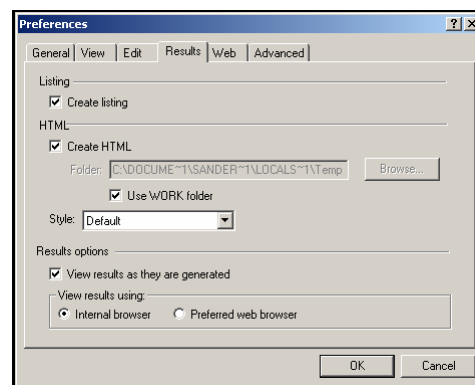 Preferences
General View Edit Results Web Advanced
Listing
Create listing
HTML
Create HTML
Folder: C:\DOCUME~1\SANDER~1\LOCALS~1\Temp Browse...
Use WORK folder
Style: Default
Results options
View results as they are generated
View results using:
Internal browser Preferred web browser
OK Cancel